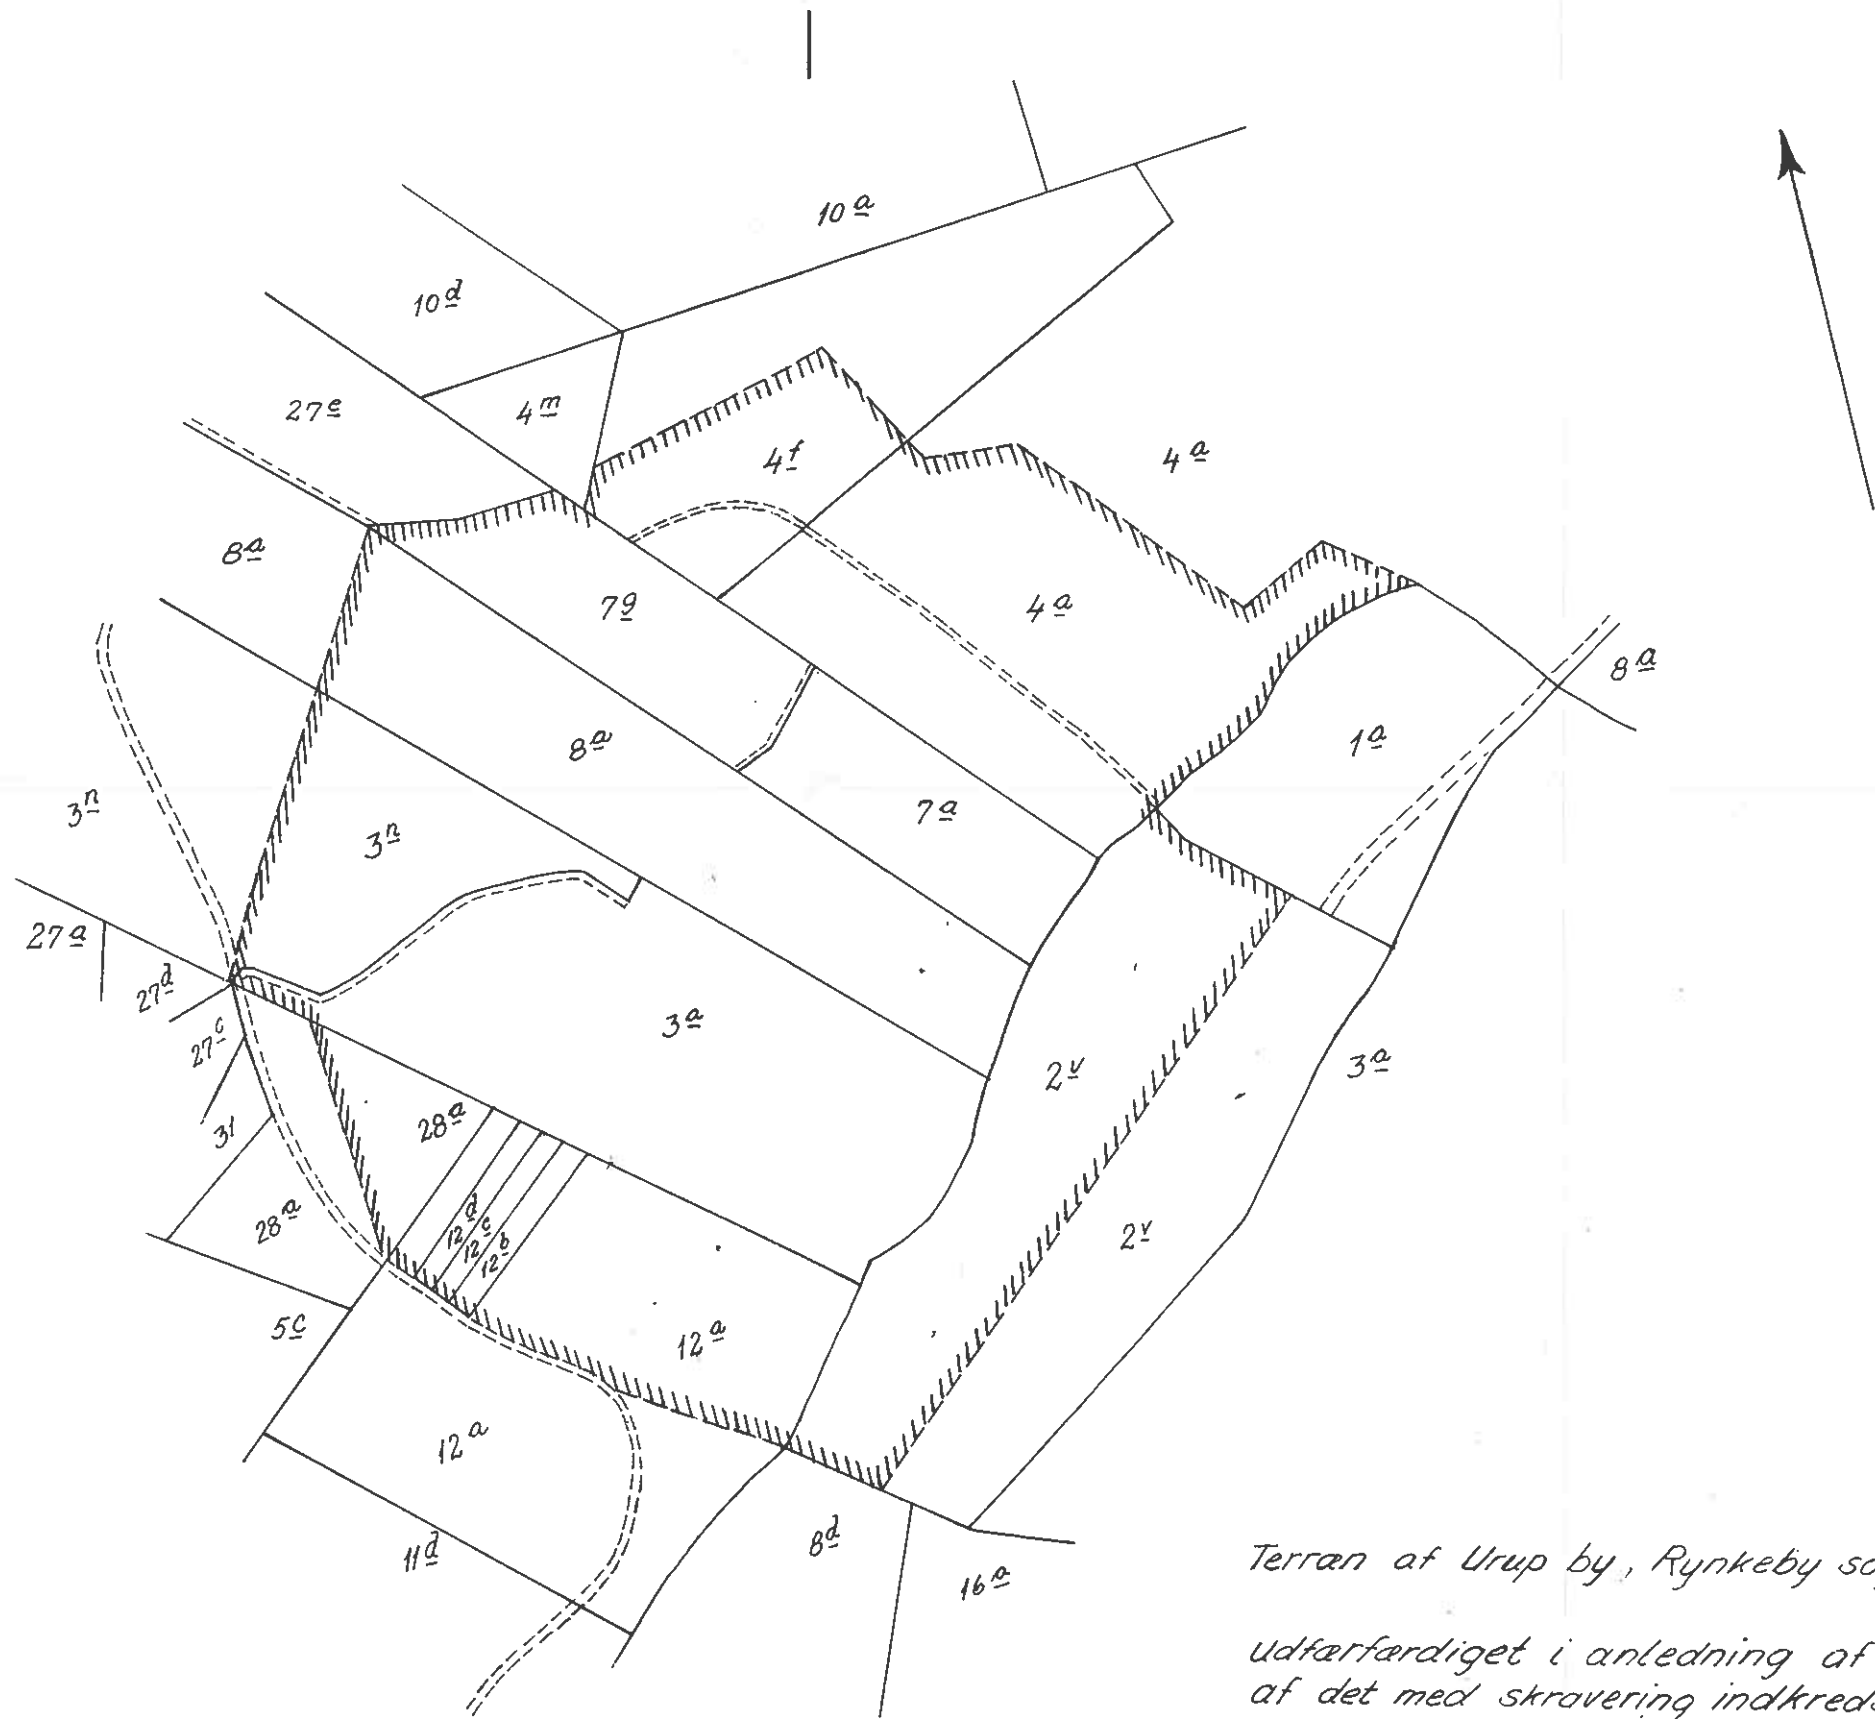 10a
10d
27e
4m
4f
4a
8a
7g
4a
8a
8a
1a
3n
3n
7a
27a
27d
27c
3a
2v
3a
31
28a
28a
12d
12c
12b
2v
5c
12a
12a
11d
8d
16a
Terræn af Urup by, Rynkeby
Udfærfærdiget i anledning af
af det med skravering